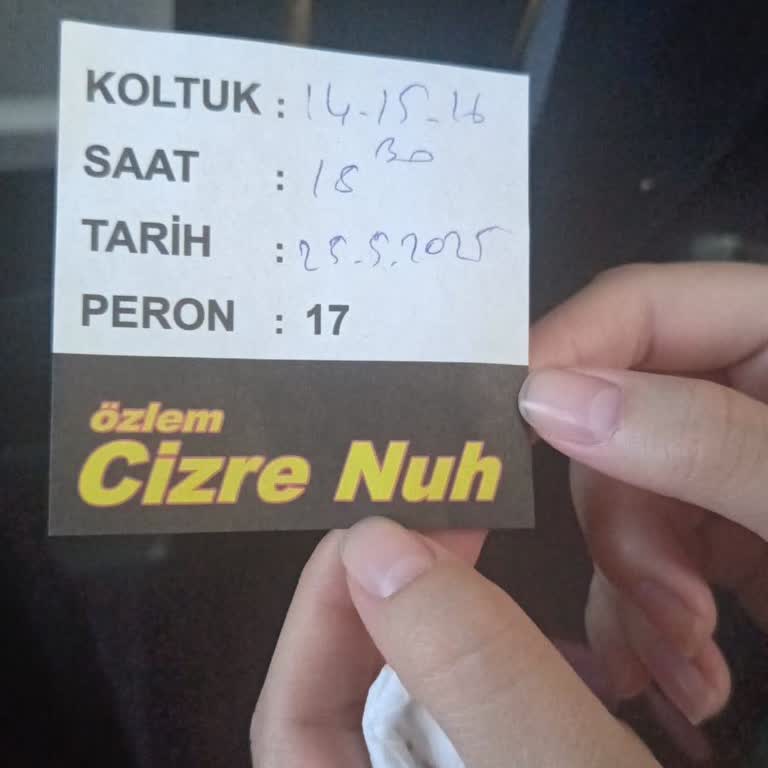 KOLTUK : 14-15-16
SAAT : 18 30
TARİH : 25.5.2025
PERON : 17
özlem
Cizre Nuh